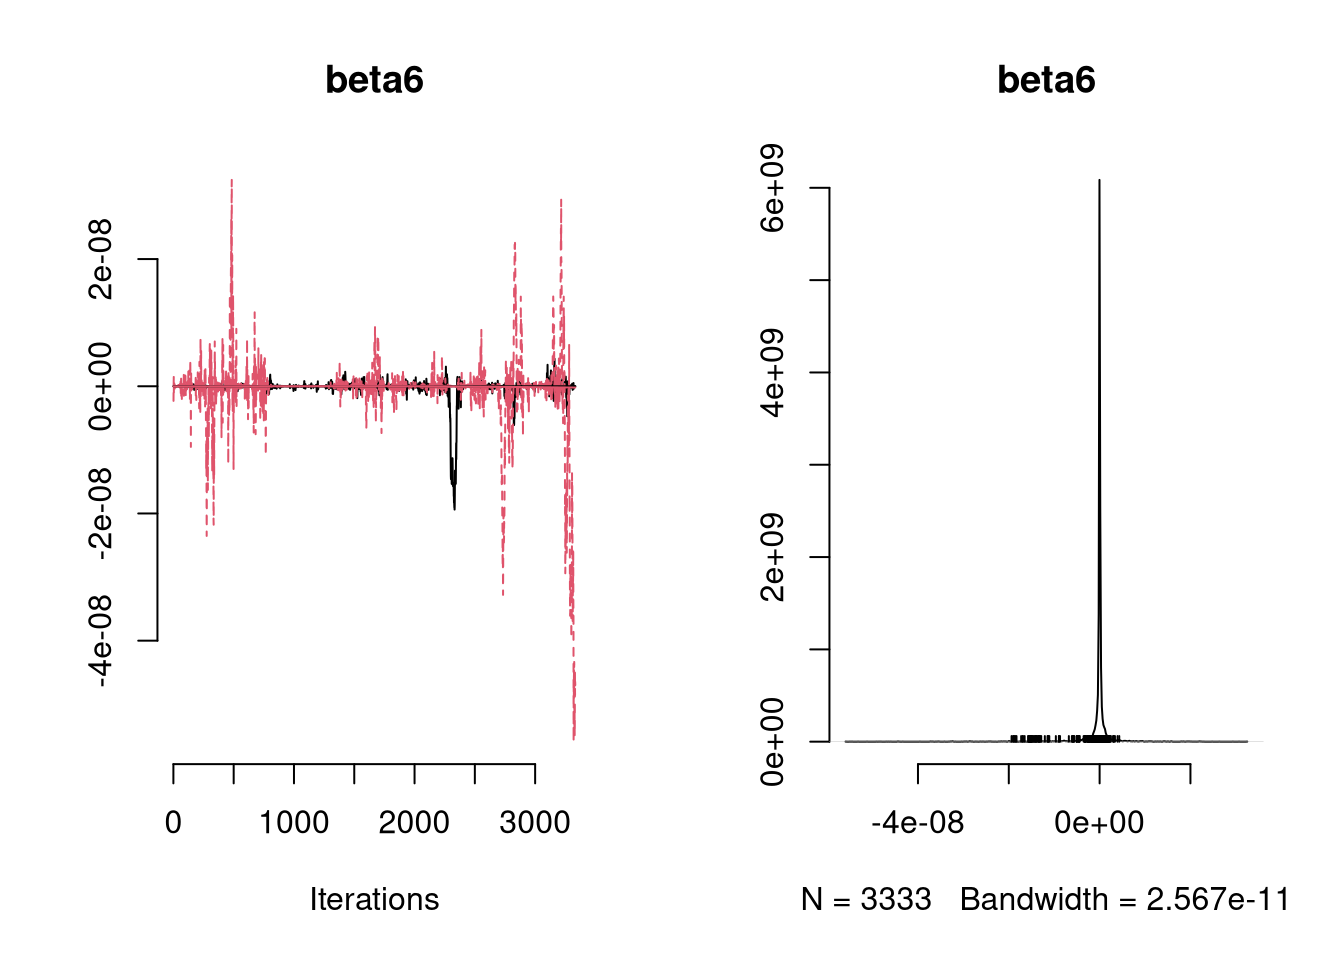 beta6
2e-08
0e+00
-2e-08
-4e-08
0 1000 2000 3000
Iterations
beta6
6e+09
4e+09
2e+09
0e+00
-4e-08 0e+00
N = 3333 Bandwidth = 2.567e-11